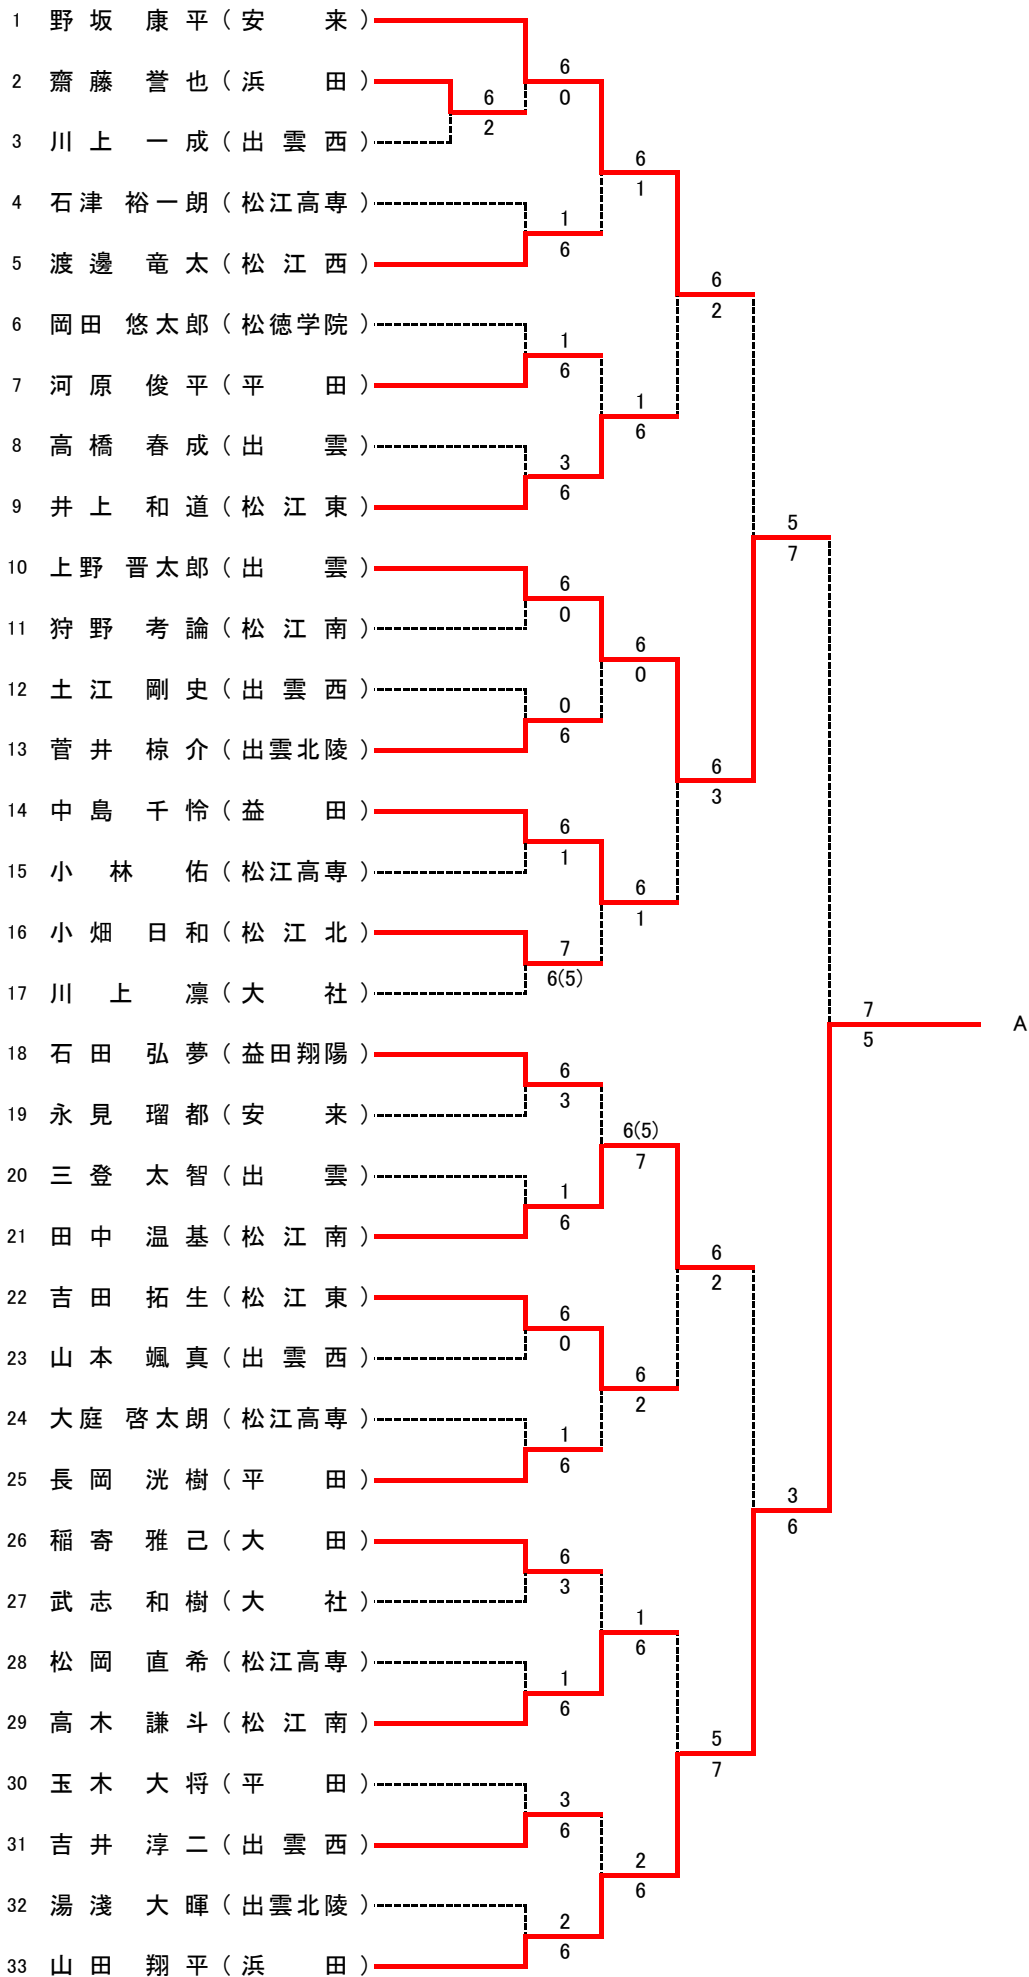 1 野坂 康平(安 来)
6
2 齋藤 誉也(浜 田)
6 0
2
3 川上 一成(出雲西)
6
1
4 石津 裕一朗(松江高専)
1
6
5 渡邊 竜太(松江西)
6
2
6 岡田 悠太郎(松徳学院)
1
6
7 河原 俊平(平 田)
1
6
8 高橋 春成(出 雲)
3
6
9 井上 和道(松江東)
5
7
10 上野 晋太郎(出 雲)
6
0
11 狩野 考論(松江南)
6
0
12 土江 剛史(出雲西)
0
6
13 菅井 椋介(出雲北陵)
6
3
14 中島 千怜(益 田)
6
1
15 小林 佑(松江高専)
6
1
16 小畑 日和(松江北)
7
6(5)
17 川上 凛(大 社)
7
5 A
18 石田 弘夢(益田翔陽)
6
3
19 永見 瑠都(安 来)
6(5)
7
20 三登 太智(出 雲)
1
6
21 田中 温基(松江南)
6
2
22 吉田 拓生(松江東)
6
0
23 山本 颯真(出雲西)
6
2
24 大庭 啓太朗(松江高専)
1
6
25 長岡 洸樹(平 田)
3
6
26 稲寄 雅己(大 田)
6
3
27 武志 和樹(大 社)
1
6
28 松岡 直希(松江高専)
1
6
29 高木 謙斗(松江南)
5
7
30 玉木 大将(平 田)
3
6
31 吉井 淳二(出雲西)
2
6
32 湯淺 大暉(出雲北陵)
2
6
33 山田 翔平(浜 田)